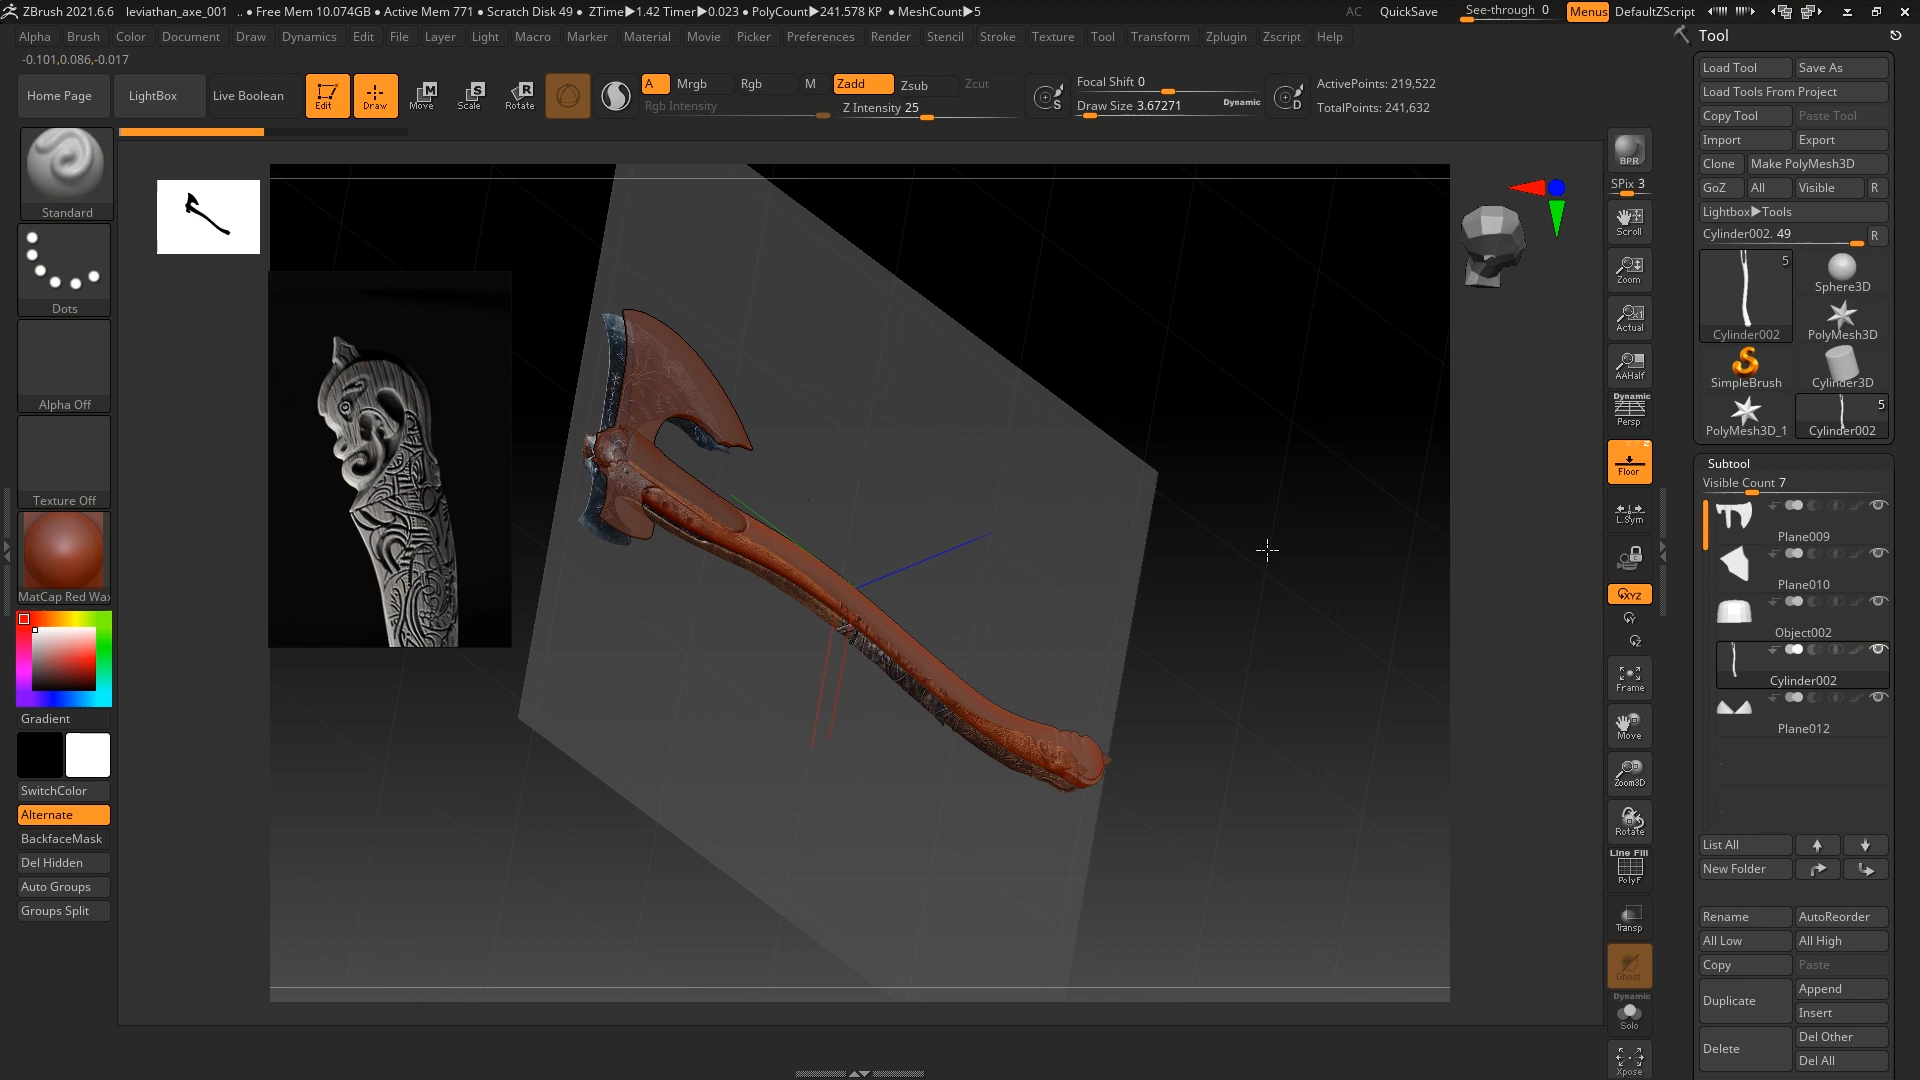 ZBrush 2021.6.6 leviathan_axe_001 .. ● Free Mem 10.074GB ● Active Mem 771 ● Scratch Disk 49 ● ZTime▶1.42 Timer▶0.023 ● PolyCount▶241.578 KP ● MeshCount▶5 AC QuickSave See-through 0 Menus DefaultZScript
Alpha Brush Color Document Draw Dynamics Edit File Layer Light Macro Marker Material Movie Picker Preferences Render Stencil Stroke Texture Tool Transform Zplugin Zscript Help
-0.101,0.086,-0.017
Home Page LightBox Live Boolean Edit Draw Move Scale Rotate A Mrgb Rgb M Zadd Zsub Zcut
Rgb Intensity Z Intensity 25
Focal Shift 0
Draw Size 3.67271 Dynamic
ActivePoints: 219,522
TotalPoints: 241,632
Standard
Dots
Alpha Off
Texture Off
MatCap Red Wax
Gradient
SwitchColor
Alternate
BackfaceMask
Del Hidden
Auto Groups
Groups Split
BPR
SPix 3
Scroll
Zoom
Actual
AAHalf
Dynamic
Persp
Floor
L.Sym
XYZ
Y
Z
Frame
Move
Zoom3D
Rotate
Line Fill
PolyF
Transp
Ghost
Dynamic
Solo
Xpose
Tool
Load Tool Save As
Load Tools From Project
Copy Tool Paste Tool
Import Export
Clone Make PolyMesh3D
GoZ All Visible R
Lightbox▶Tools
Cylinder002. 49 R
5
Cylinder002 Sphere3D
PolyMesh3D
SimpleBrush Cylinder3D
5
PolyMesh3D_1 Cylinder002
Subtool
Visible Count 7
Plane009
Plane010
Object002
Cylinder002
Plane012
List All
New Folder
Rename AutoReorder
All Low All High
Copy Paste
Duplicate Append
Insert
Delete Del Other
Del All